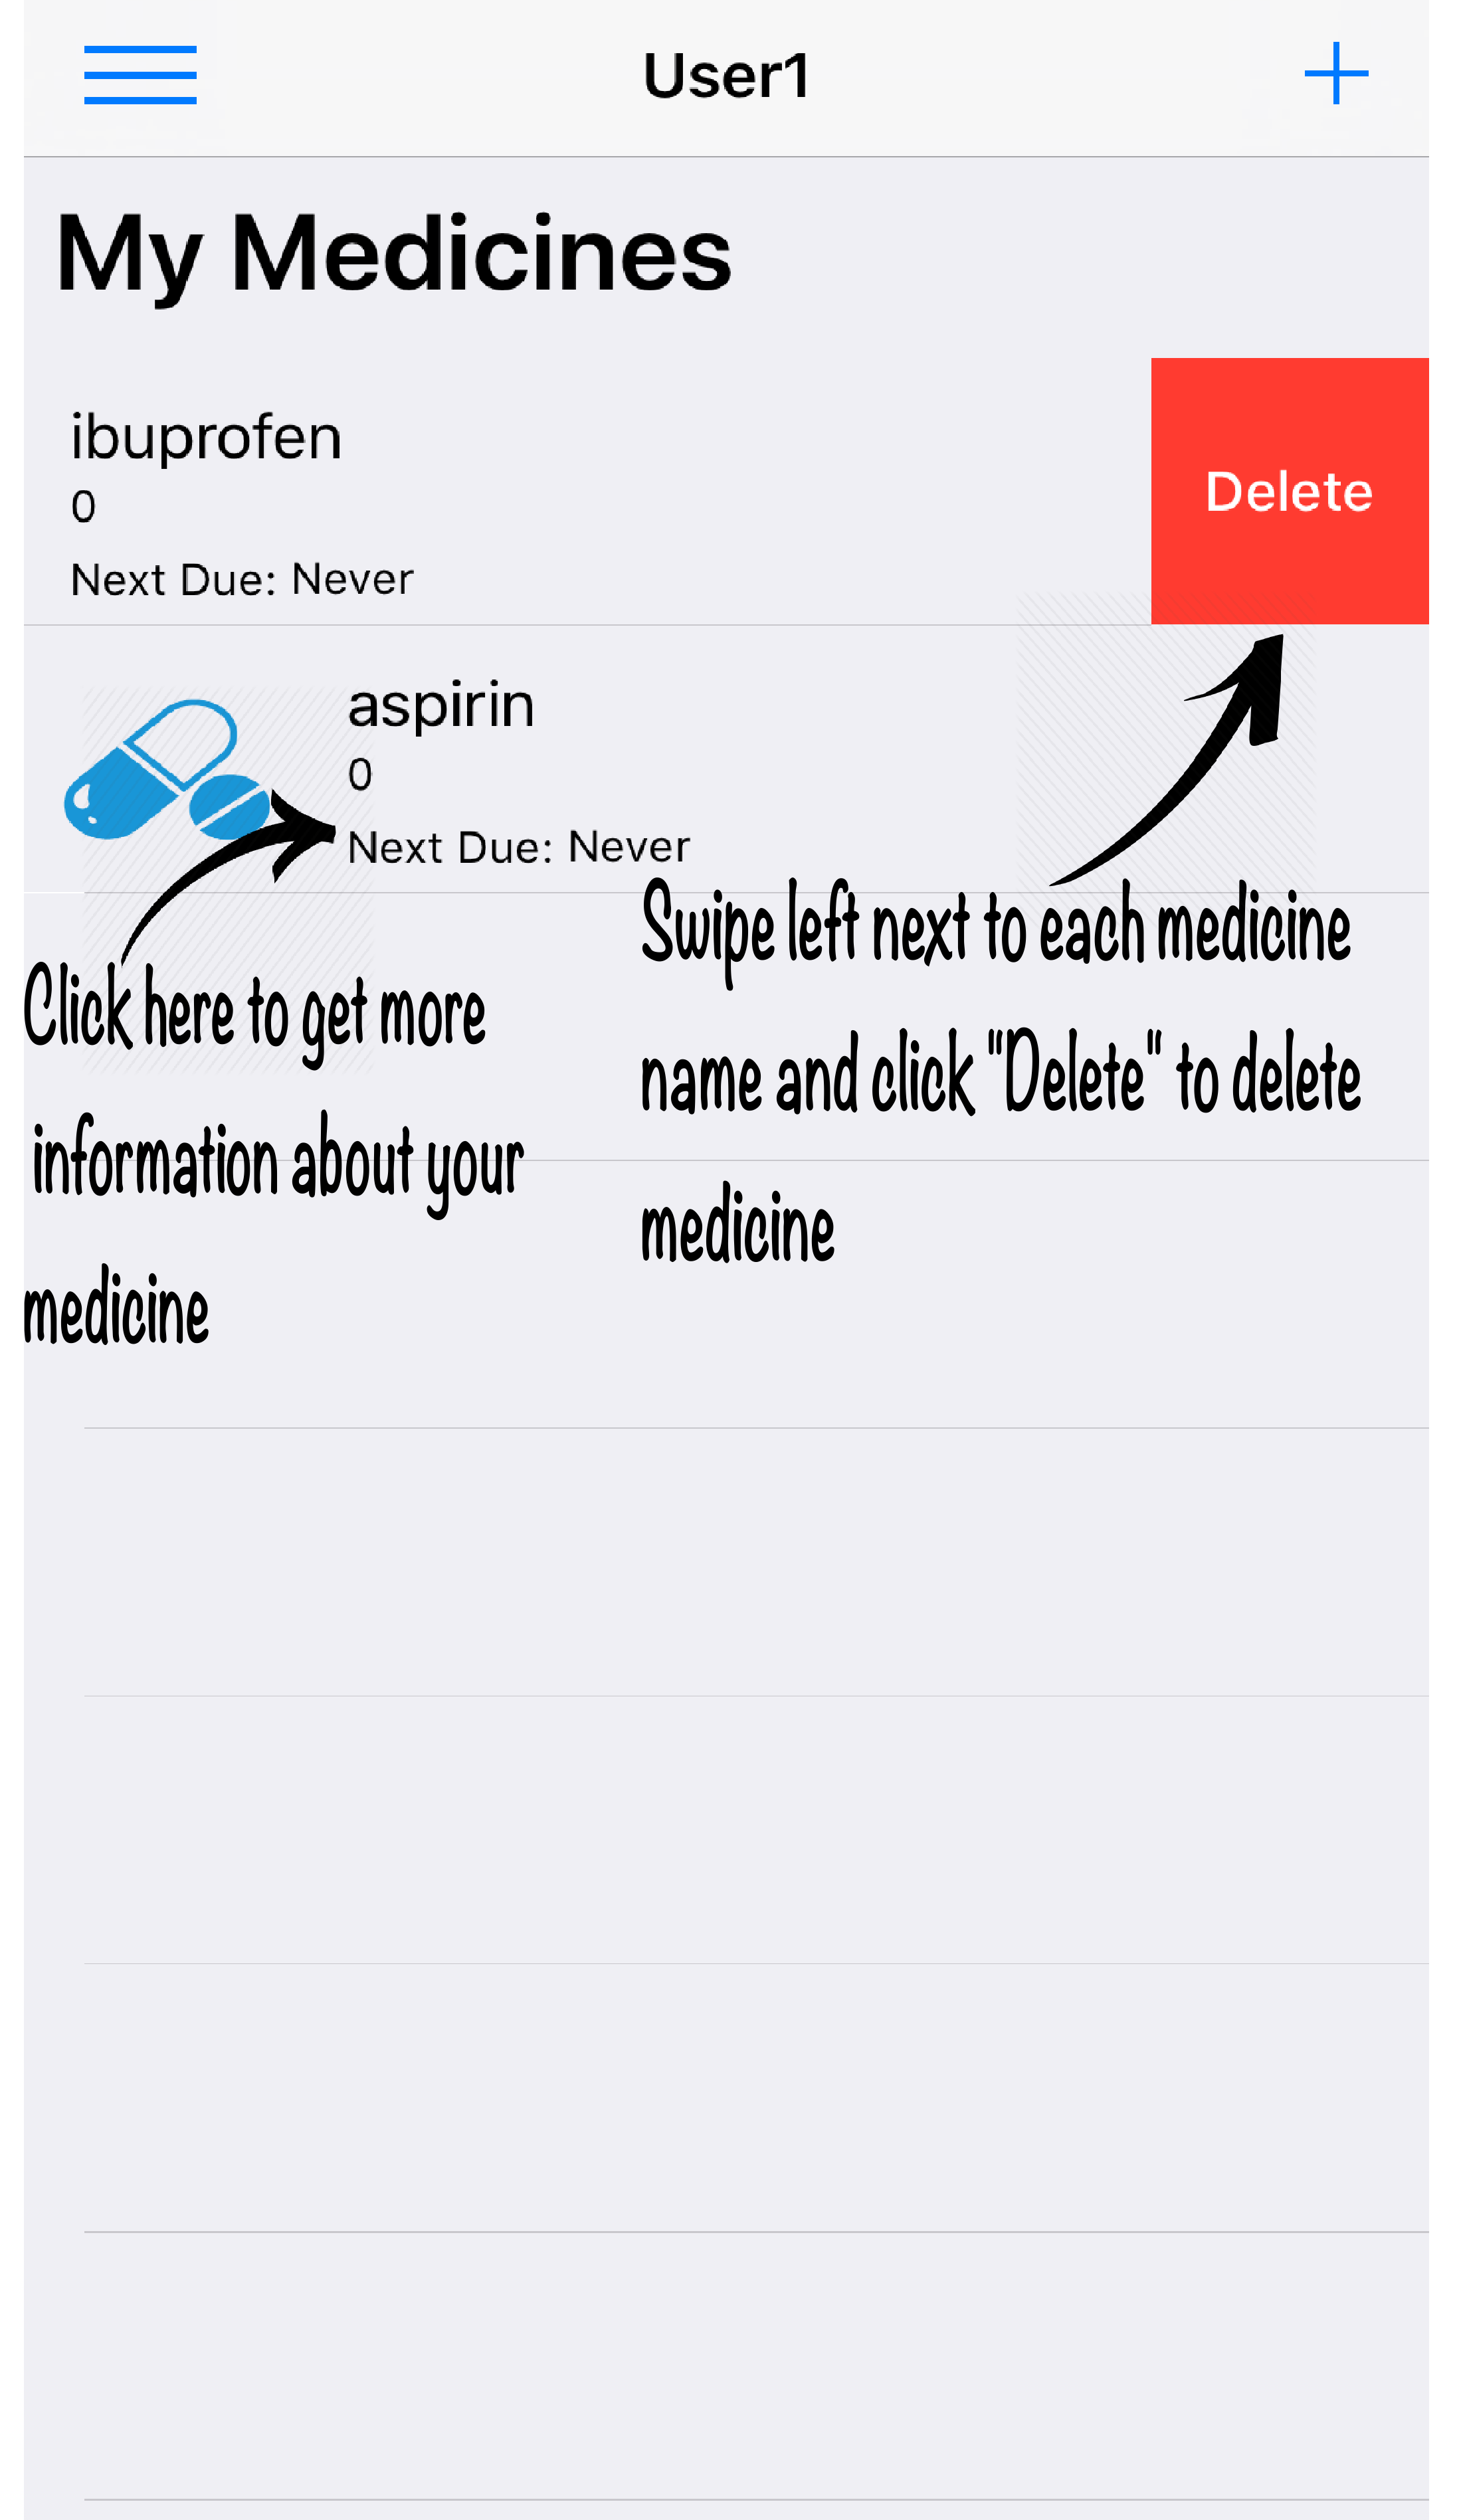 User1
My Medicines
ibuprofen
0
Next Due: Never
Delete
aspirin
0
Next Due: Never
Click here to get more
information about your
medicine
Swipe left next to each medicine
name and click "Delete" to delete
medicine